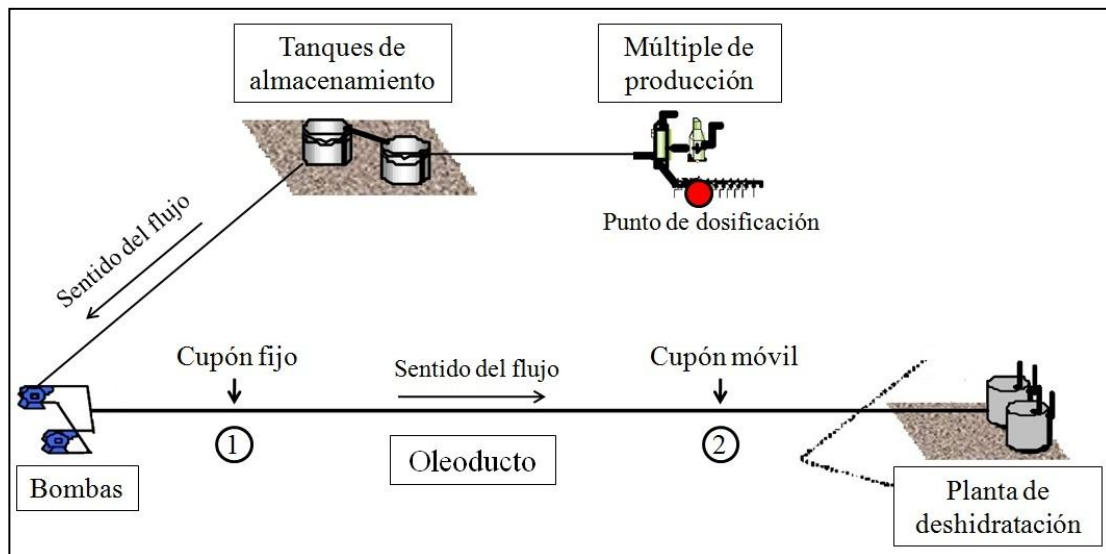 Tanques de
almacenamiento
Múltiple de
producción
Punto de dosificación
Sentido del flujo
Cupón fijo
Sentido del flujo
Cupón móvil
1
2
Oleoducto
Bombas
Planta de
deshidratación